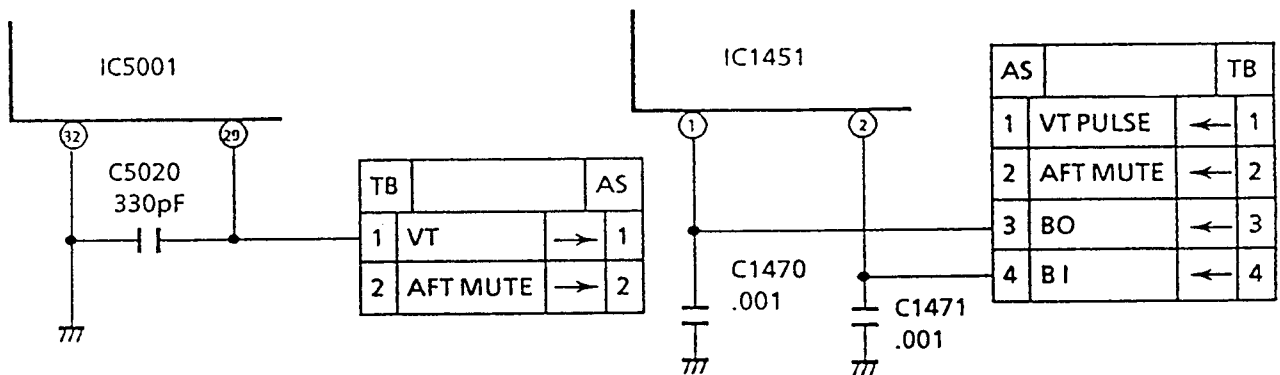 IC5001
32
29
C5020
330pF
TB AS
1 VT → 1
2 AFT MUTE → 2
IC1451
1
2
C1470
.001
C1471
.001
AS TB
1 VT PULSE ← 1
2 AFT MUTE ← 2
3 BO ← 3
4 BI ← 4